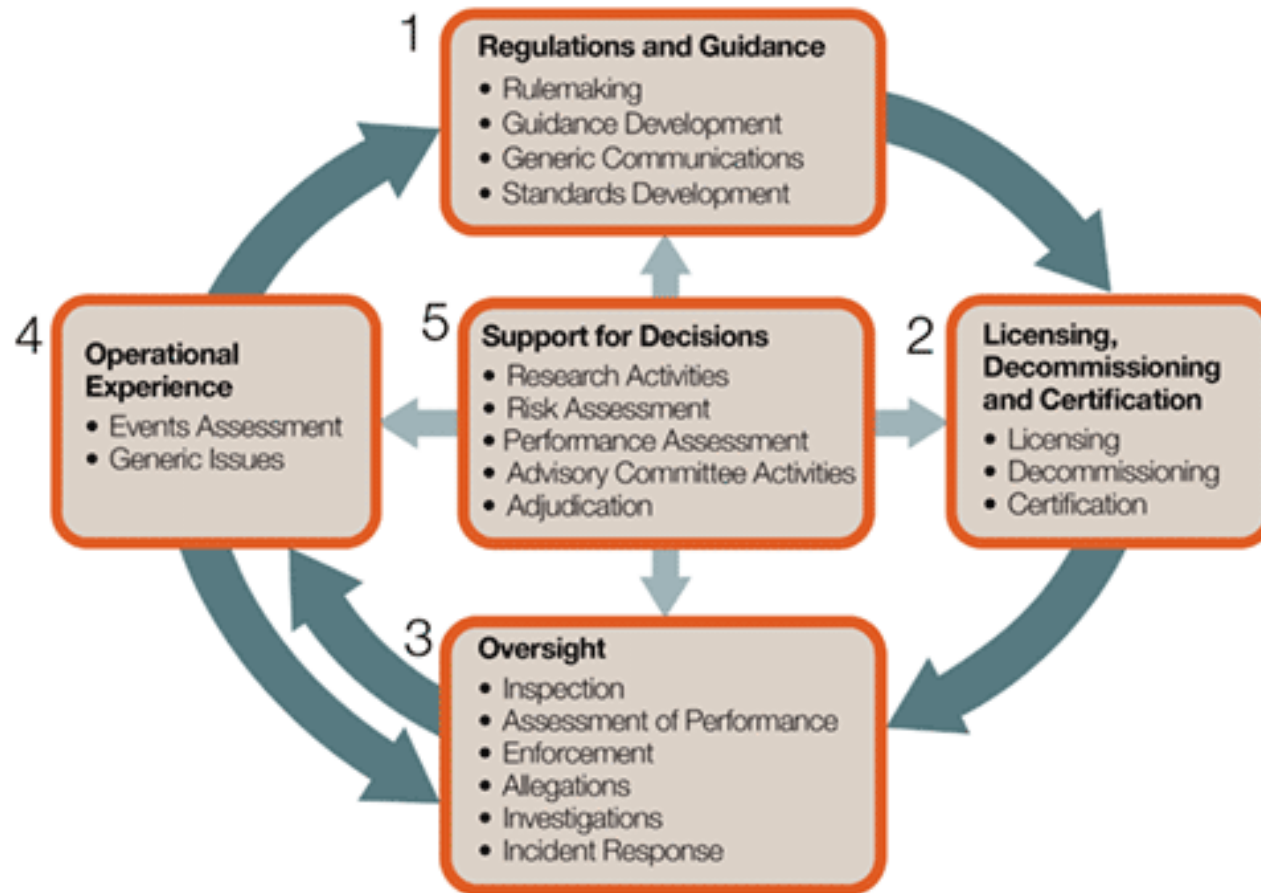 1
Regulations and Guidance
• Rulemaking
• Guidance Development
• Generic Communications
• Standards Development
2
Licensing,
Decommissioning
and Certification
• Licensing
• Decommissioning
• Certification
3
Oversight
• Inspection
• Assessment of Performance
• Enforcement
• Allegations
• Investigations
• Incident Response
4
Operational
Experience
• Events Assessment
• Generic Issues
5
Support for Decisions
• Research Activities
• Risk Assessment
• Performance Assessment
• Advisory Committee Activities
• Adjudication